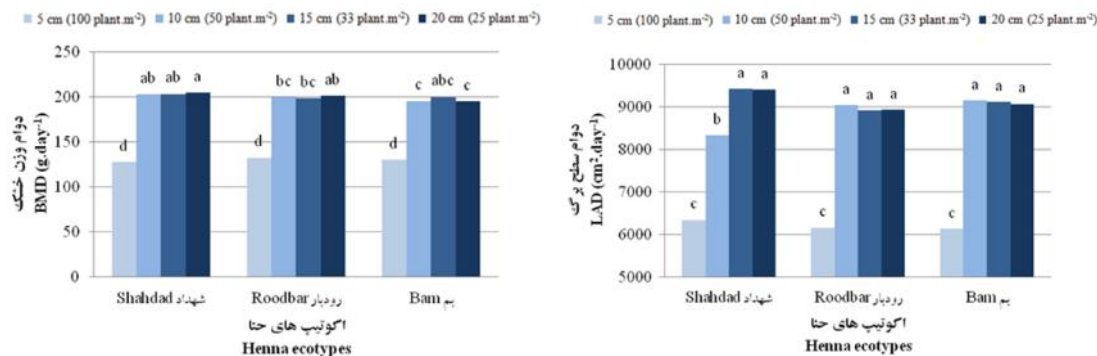 5 cm (100 plant.m⁻²) 10 cm (50 plant.m⁻²) 15 cm (33 plant.m⁻²) 20 cm (25 plant.m⁻²)
250
200
150
100
50
0
دوام وزن خشک
BMD (g.day⁻¹)
d ab ab a
d bc bc ab
d c abc c
Shahdad شهداد Roodbar رودبار Bam بم
اکوتیپ های حنا
Henna ecotypes
5 cm (100 plant.m⁻²) 10 cm (50 plant.m⁻²) 15 cm (33 plant.m⁻²) 20 cm (25 plant.m⁻²)
10000
9000
8000
7000
6000
5000
دوام سطح برگ
LAD (cm².day⁻¹)
c b a a
c a a a
c a a a
Shahdad شهداد Roodbar رودبار Bam بم
اکوتیپ های حنا
Henna ecotypes